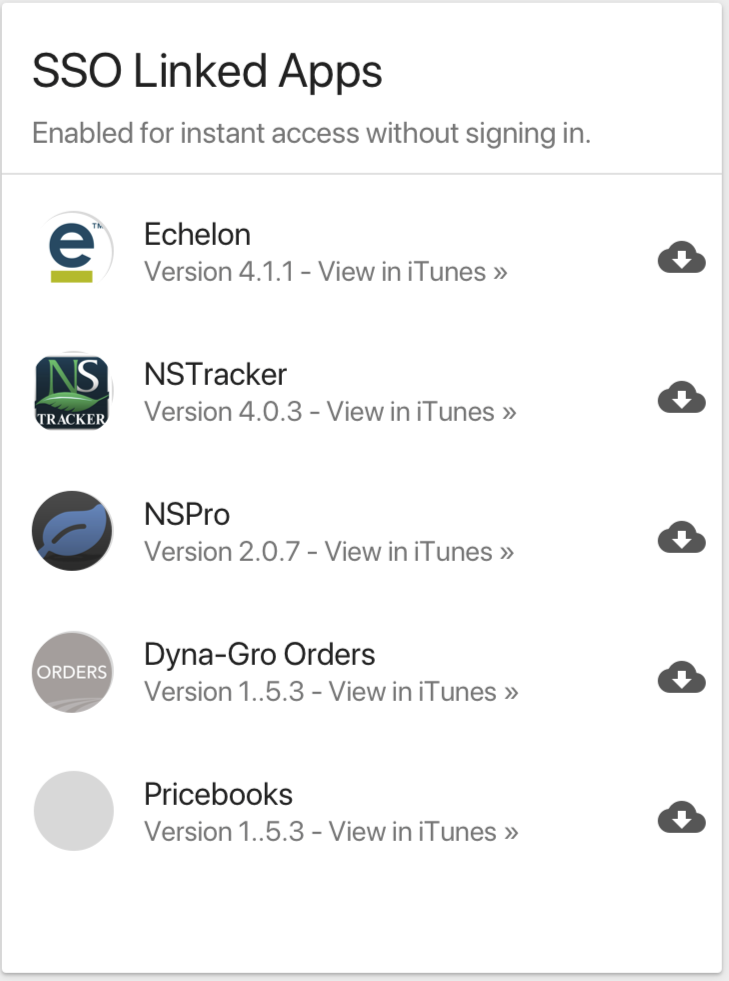 SSO Linked Apps
Enabled for instant access without signing in.
e™
Echelon
Version 4.1.1 - View in iTunes »
NS
TRACKER
NSTracker
Version 4.0.3 - View in iTunes »
NSPro
Version 2.0.7 - View in iTunes »
ORDERS
Dyna-Gro Orders
Version 1..5.3 - View in iTunes »
Pricebooks
Version 1..5.3 - View in iTunes »